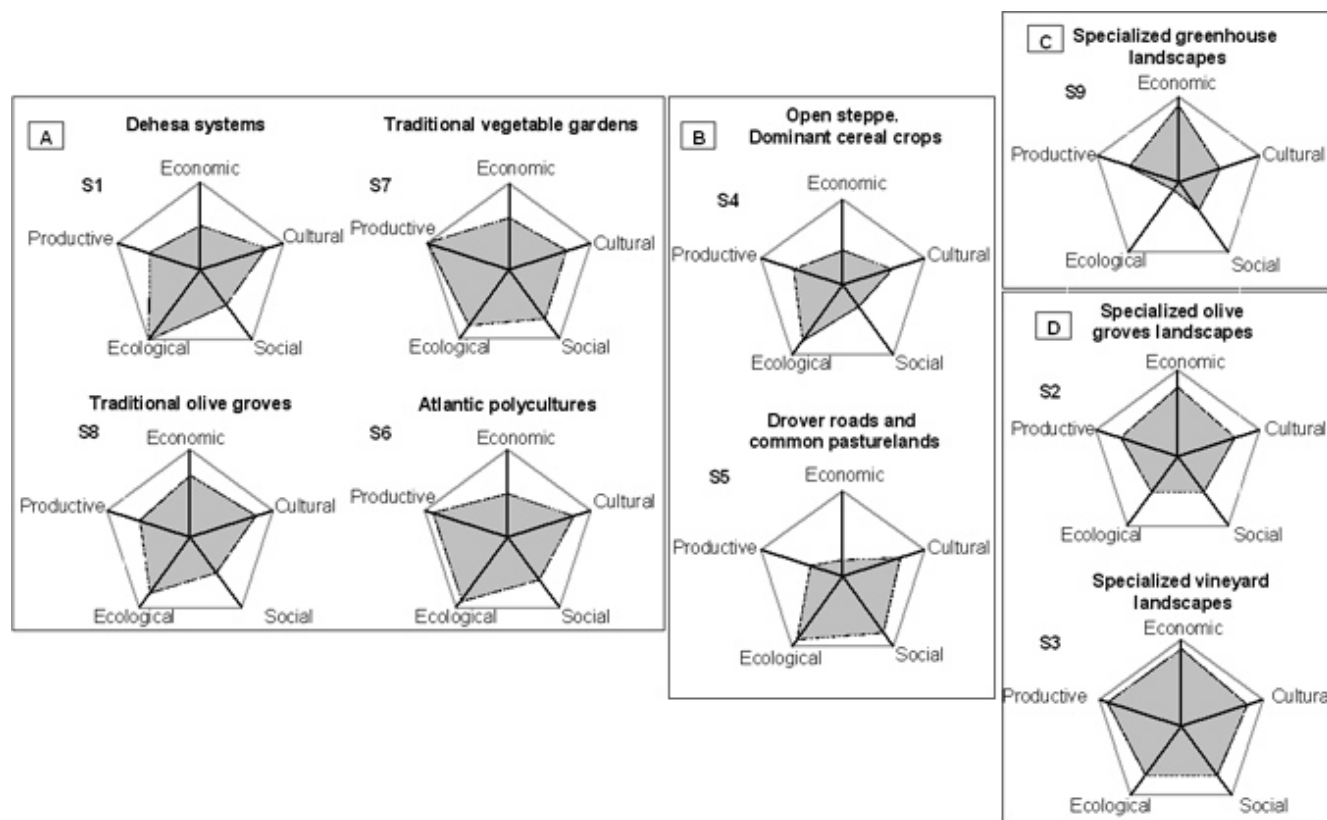 A
Dehesa systems
S1
Economic
Productive
Cultural
Ecological
Social
Traditional vegetable gardens
S7
Economic
Productive
Cultural
Ecological
Social
Traditional olive groves
S8
Economic
Productive
Cultural
Ecological
Social
Atlantic polycultures
S6
Economic
Productive
Cultural
Ecological
Social
B
Open steppe.
Dominant cereal crops
S4
Economic
Productive
Cultural
Ecological
Social
Drover roads and
common pasturelands
S5
Economic
Productive
Cultural
Ecological
Social
C
Specialized greenhouse
landscapes
S9
Economic
Productive
Cultural
Ecological
Social
D
Specialized olive
groves landscapes
S2
Economic
Productive
Cultural
Ecological
Social
Specialized vineyard
landscapes
S3
Economic
Productive
Cultura
Ecological
Social